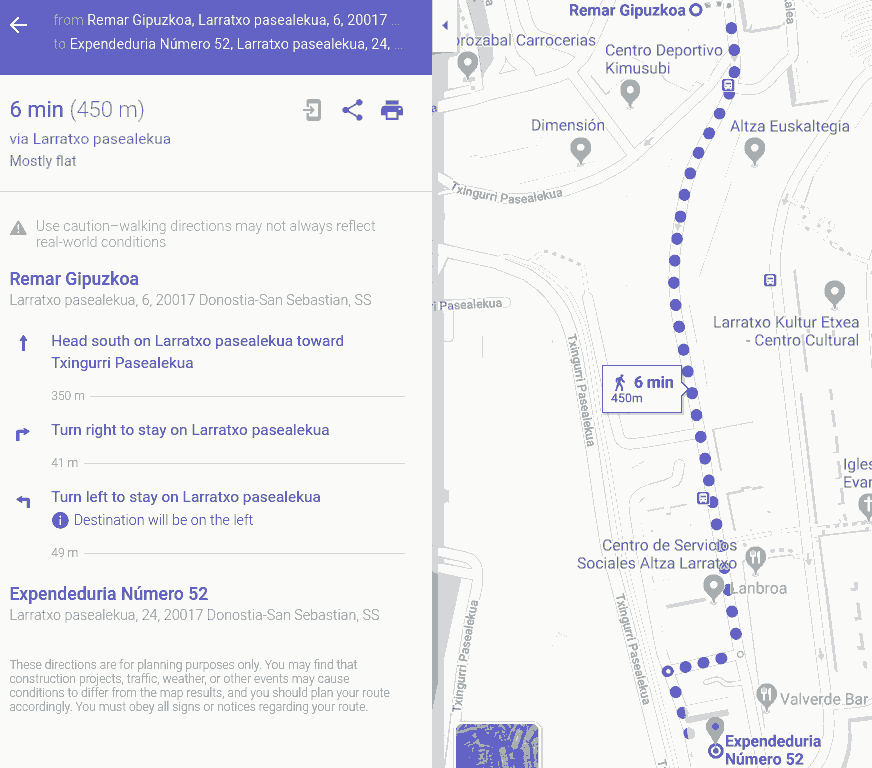 from Remar Gipuzkoa, Larratxo pasealekua, 6, 20017 ...
to Expendeduria Número 52, Larratxo pasealekua, 24, ...
6 min (450 m)
via Larratxo pasealekua
Mostly flat
Use caution–walking directions may not always reflect
real-world conditions
Remar Gipuzkoa
Larratxo pasealekua, 6, 20017 Donostia-San Sebastian, SS
Head south on Larratxo pasealekua toward
Txingurri Pasealekua
350 m
Turn right to stay on Larratxo pasealekua
41 m
Turn left to stay on Larratxo pasealekua
Destination will be on the left
49 m
Expendeduria Número 52
Larratxo pasealekua, 24, 20017 Donostia-San Sebastian, SS
These directions are for planning purposes only. You may find that
construction projects, traffic, weather, or other events may cause
conditions to differ from the map results, and you should plan your route
accordingly. You must obey all signs or notices regarding your route.
Remar Gipuzkoa
orozabal Carrocerias
Centro Deportivo
Kimusubi
Dimensión
Altza Euskaltegia
Txingurri Pasealekua
ri Pasealekua
Larratxo Kultur Etxea
- Centro Cultural
Txingurri Pasealekua
6 min
450m
Igles
Evan
Centro de Servicios
Sociales Altza Larratxo
Lanbroa
Txingurri Pasealekua
Txingurri Pasealekua
Valverde Bar
Expendeduria
Número 52